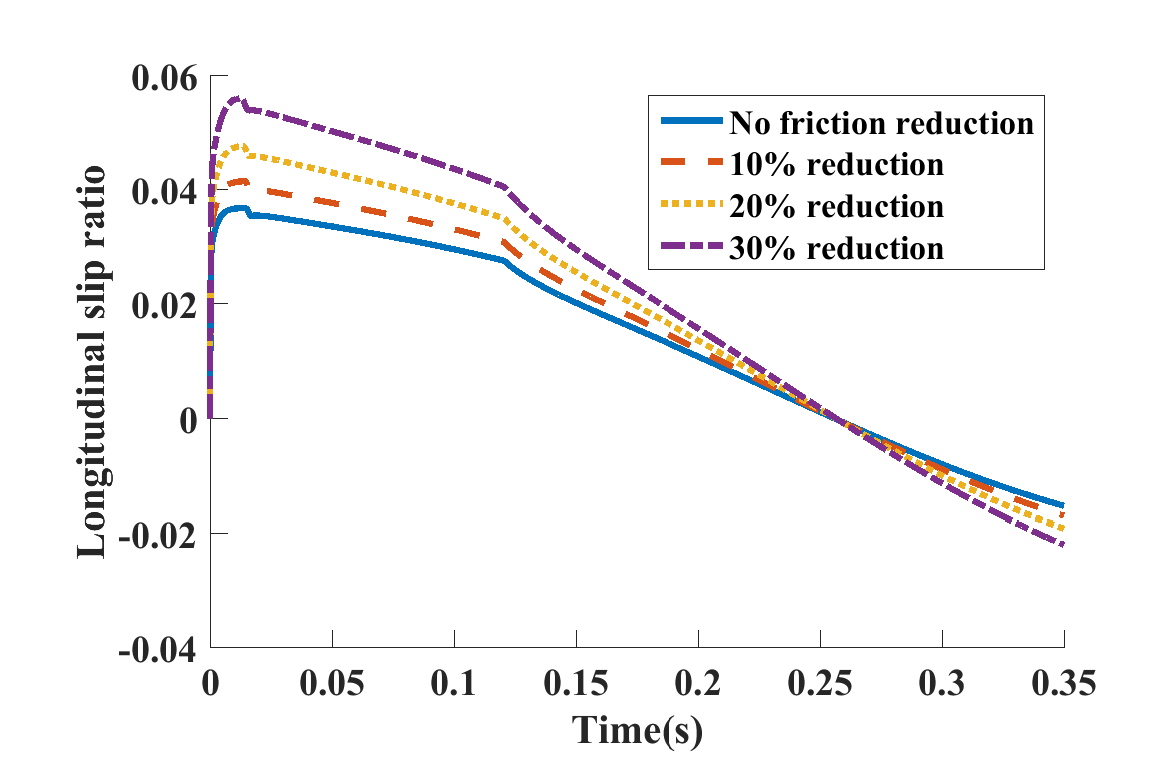 0.06
0.04
0.02
0
-0.02
-0.04
Longitudinal slip ratio
No friction reduction
10% reduction
20% reduction
30% reduction
0 0.05 0.1 0.15 0.2 0.25 0.3 0.35
Time(s)